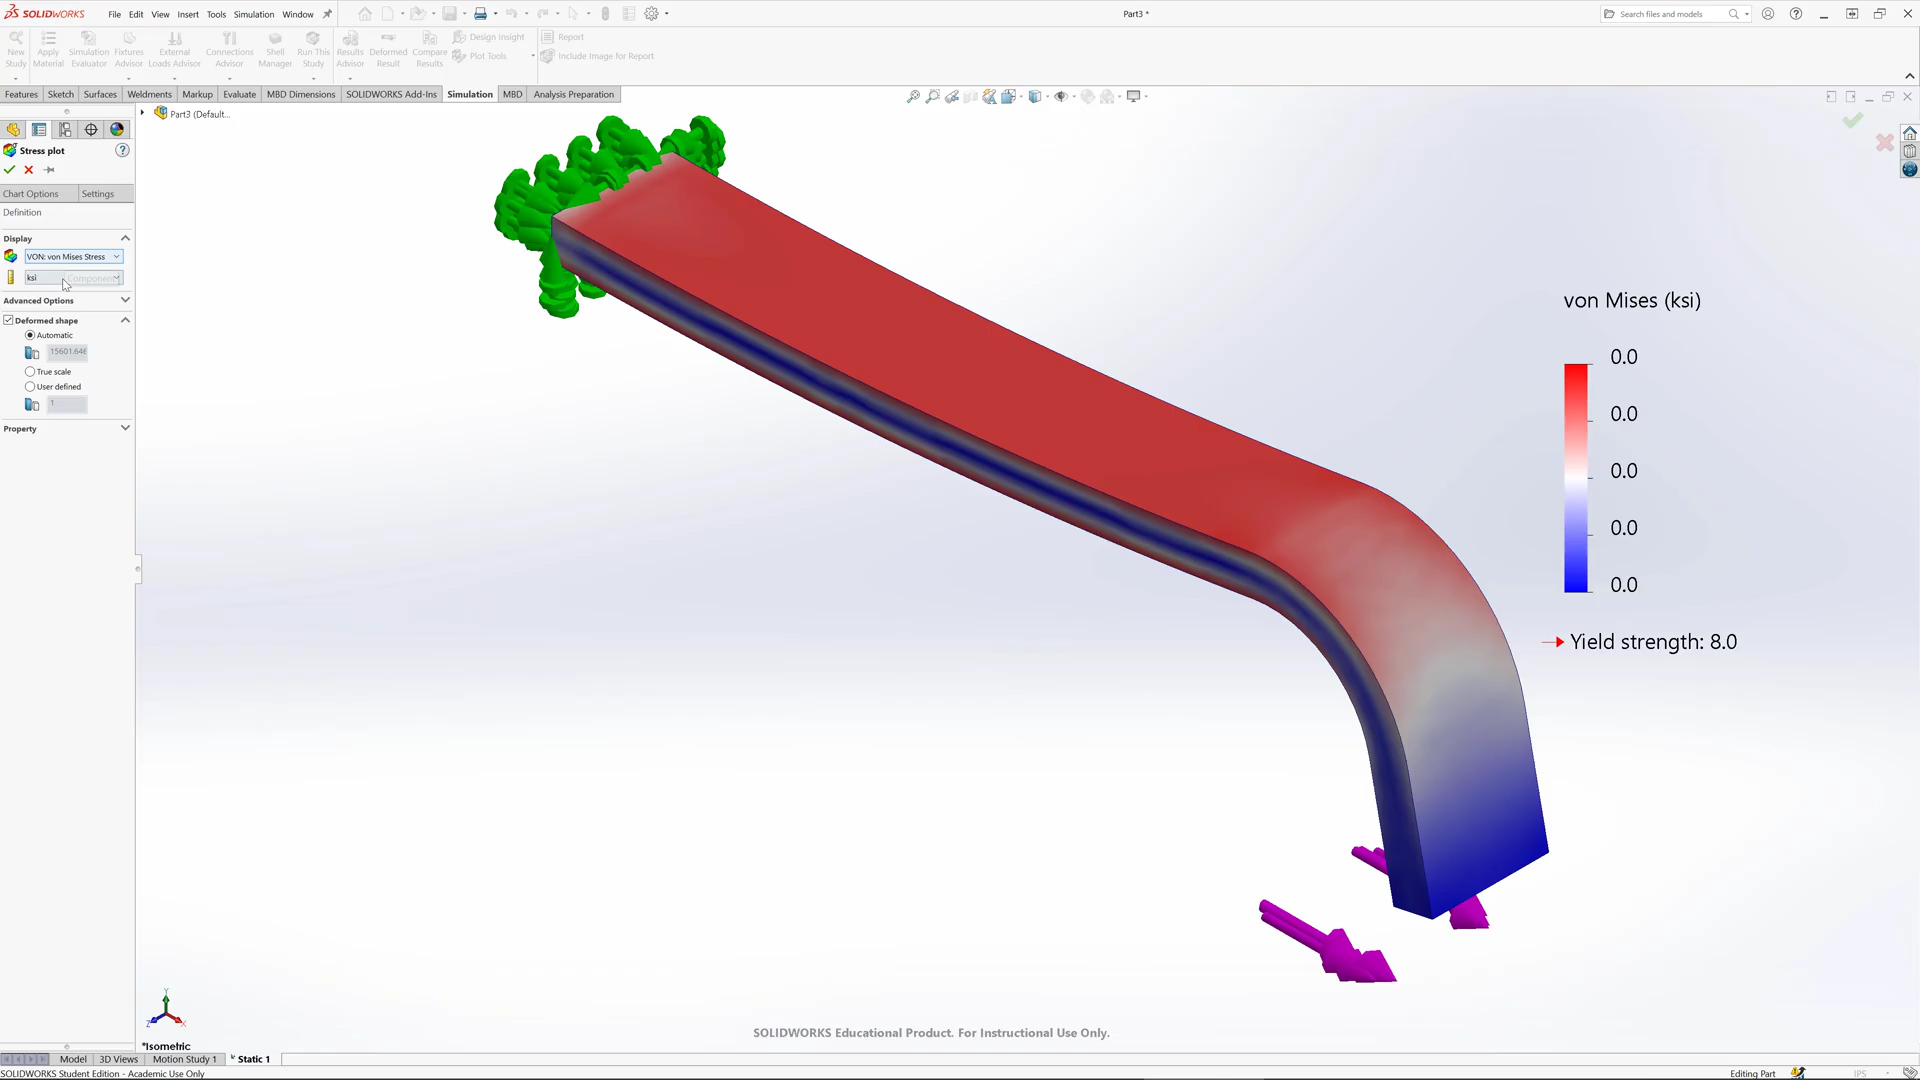 SOLIDWORKS File Edit View Insert Tools Simulation Window Part3 * Search files and models
New Study
Apply Material
Simulation Evaluator
Fixtures Advisor
External Loads Advisor
Connections Advisor
Shell Manager
Run This Study
Results Advisor
Deformed Result
Compare Results
Design Insight
Plot Tools
Report
Include Image for Report
Features Sketch Surfaces Weldments Markup Evaluate MBD Dimensions SOLIDWORKS Add-Ins Simulation MBD Analysis Preparation
Part3 (Default...
Stress plot
Chart Options Settings
Definition
Display
VON: von Mises Stress
ksi Component
Advanced Options
Deformed shape
Automatic
15601.646
True scale
User defined
1
Property
von Mises (ksi)
0.0
0.0
0.0
0.0
0.0
Yield strength: 8.0
Y
Z X
*Isometric
SOLIDWORKS Educational Product. For Instructional Use Only.
Model 3D Views Motion Study 1 Static 1
SOLIDWORKS Student Edition - Academic Use Only Editing Part IPS